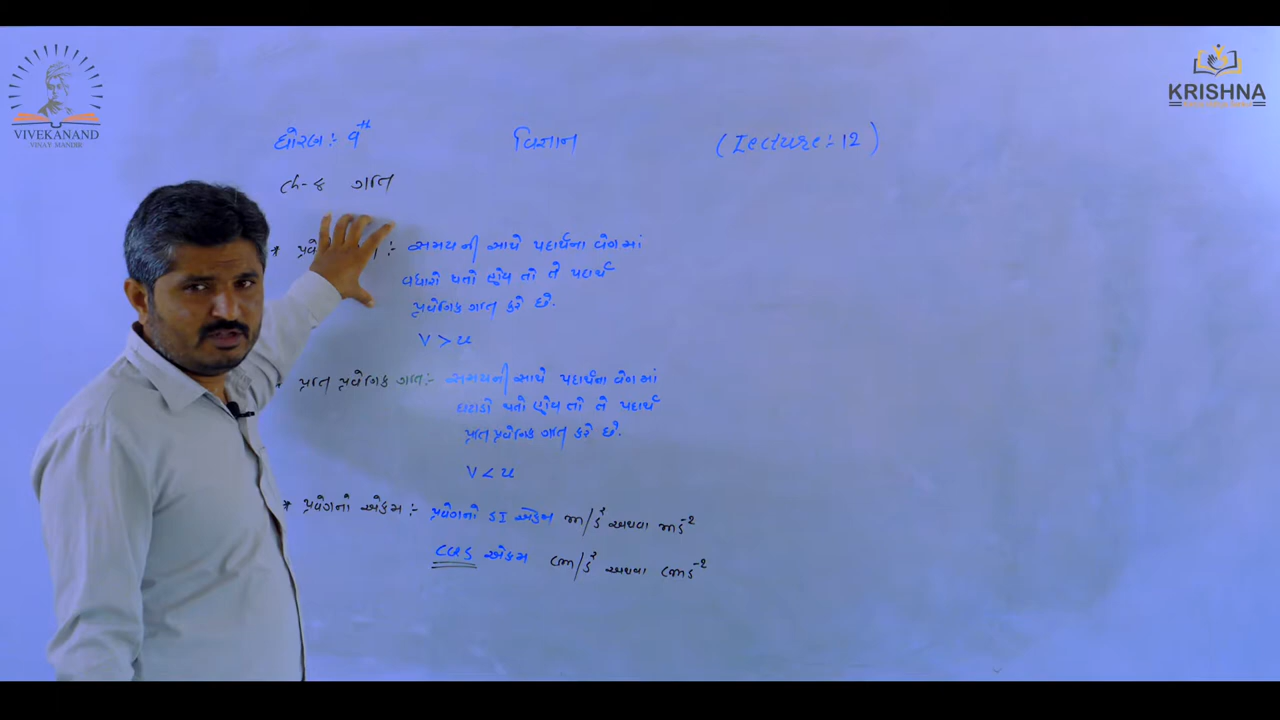 VIVEKANAND
VINAY MANDIR
KRISHNA
ધોરણ :- 9th વિજ્ઞાન (Lecture :- 12)
ch-8 ગતિ
* :- સમયની સાથે પદાર્થના વેગમાં
વધારો થતો હોય તો તે પદાર્થ
પ્રવેગિક ગતિ કરે છે.
V > u
* પ્રતિ પ્રવેગિક ગતિ :- સમયની સાથે પદાર્થના વેગમાં
ઘટાડો થતો હોય તો તે પદાર્થ
પ્રતિ પ્રવેગિક ગતિ કરે છે.
V < u
* પ્રવેગનો એકમ :- પ્રવેગનો SI એકમ m/s² અથવા ms⁻²
CGS એકમ cm/s² અથવા cms⁻²